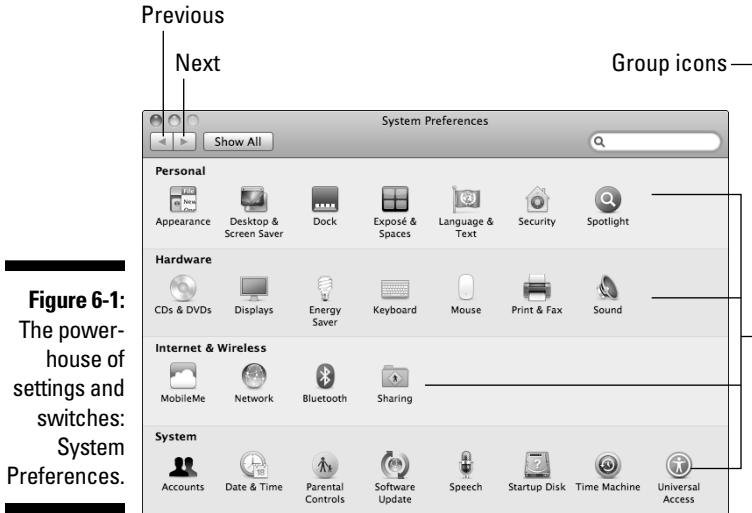 Previous
Next
Group icons
System Preferences
Show All
Personal
Appearance
Desktop &
Screen Saver
Dock
Exposé &
Spaces
Language &
Text
Security
Spotlight
Hardware
CDs & DVDs
Displays
Energy
Saver
Keyboard
Mouse
Print & Fax
Sound
Internet & Wireless
MobileMe
Network
Bluetooth
Sharing
System
Accounts
Date & Time
Parental
Controls
Software
Update
Speech
Startup Disk
Time Machine
Universal
Access
Figure 6-1:
The power-
house of
settings and
switches:
System
Preferences.